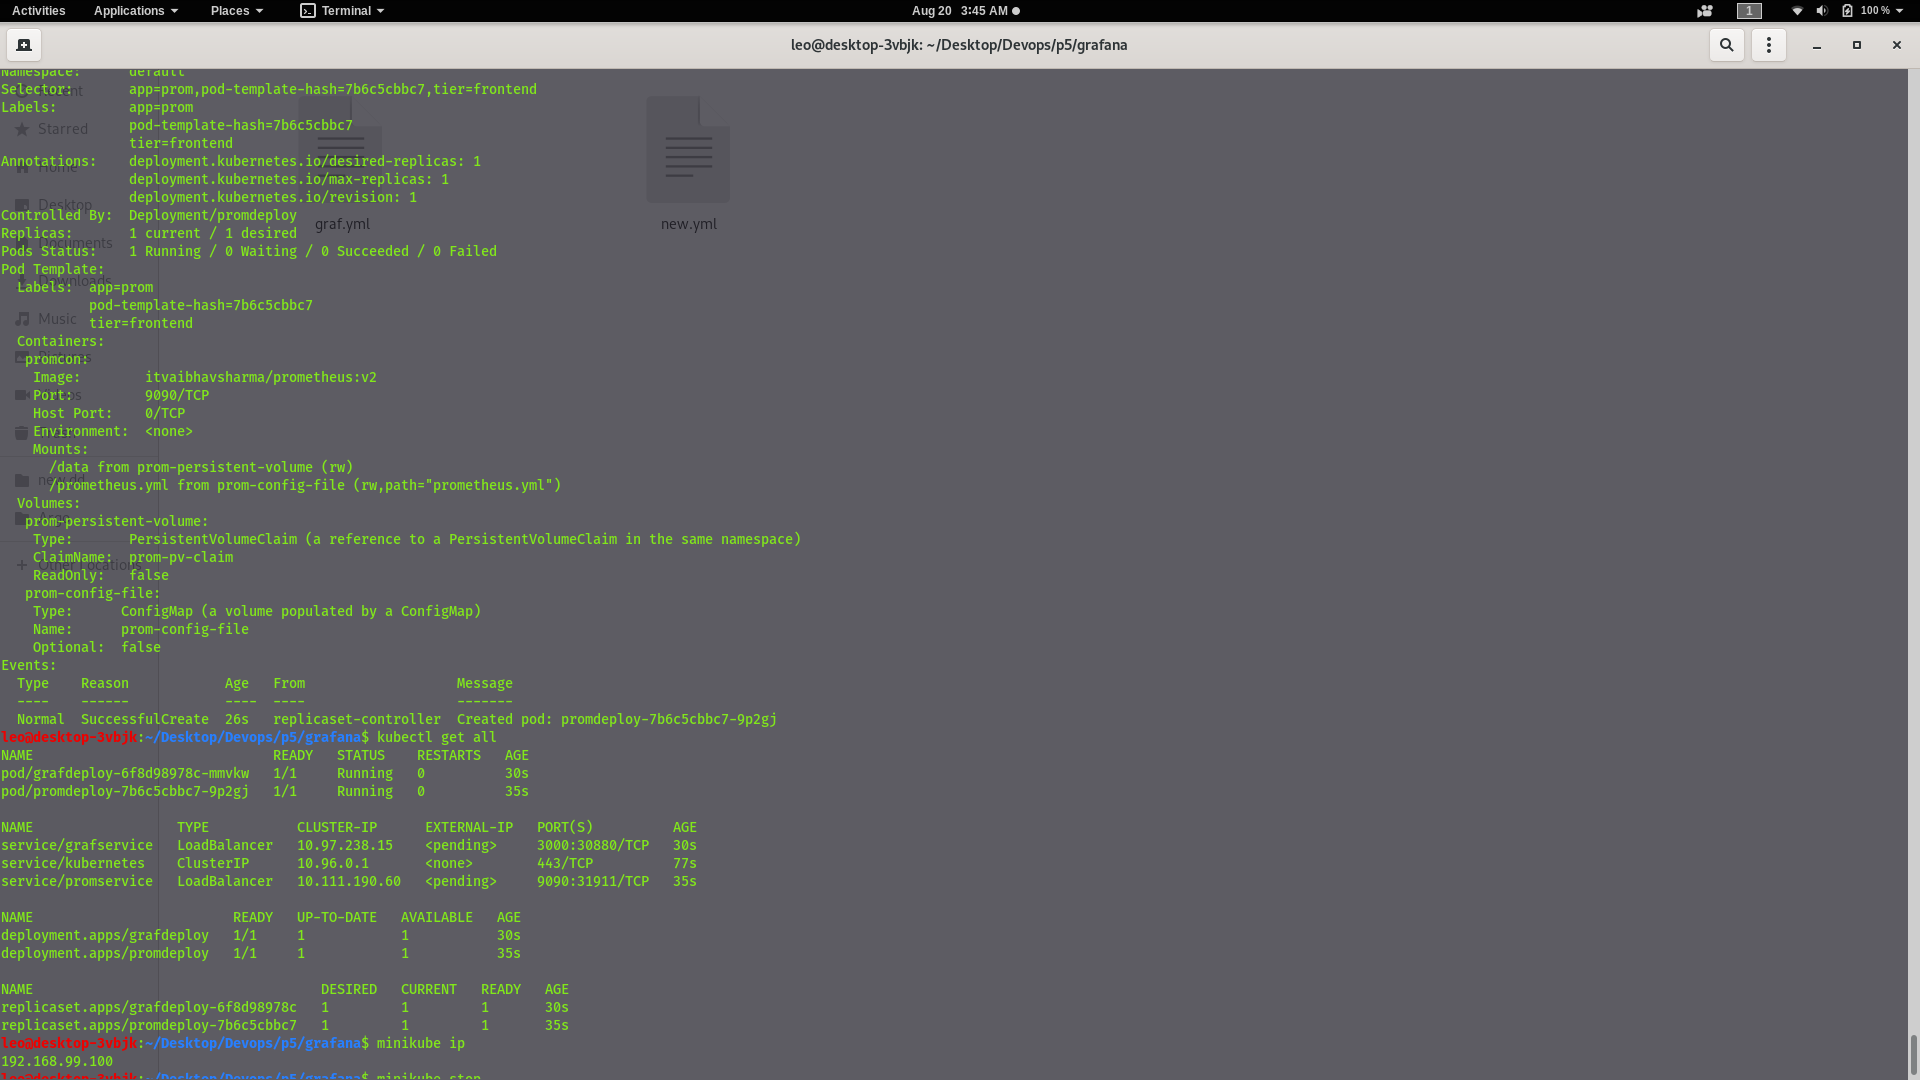 Activities Applications Places Terminal Aug 20 3:45 AM 1 100 %
leo@desktop-3vbjk: ~/Desktop/Devops/p5/grafana
Namespace: default
Selector: app=prom,pod-template-hash=7b6c5cbbc7,tier=frontend
Labels: app=prom
pod-template-hash=7b6c5cbbc7
Starred
tier=frontend
Annotations: deployment.kubernetes.io/desired-replicas: 1
Home
deployment.kubernetes.io/max-replicas: 1
deployment.kubernetes.io/revision: 1
Desktop
Controlled By: Deployment/promdeploy
graf.yml new.yml
Replicas: 1 current / 1 desired
Documents
Pods Status: 1 Running / 0 Waiting / 0 Succeeded / 0 Failed
Pod Template:
Downloads
Labels: app=prom
pod-template-hash=7b6c5cbbc7
Music
tier=frontend
Containers:
promcon:
Pictures
Image: itvaibhavsharma/prometheus:v2
Port: 9090/TCP
Host Port: 0/TCP
Environment: <none>
Mounts:
/data from prom-persistent-volume (rw)
/prometheus.yml from prom-config-file (rw,path="prometheus.yml")
Volumes:
prom-persistent-volume:
Type: PersistentVolumeClaim (a reference to a PersistentVolumeClaim in the same namespace)
ClaimName: prom-pv-claim
+ Other Locations
ReadOnly: false
prom-config-file:
Type: ConfigMap (a volume populated by a ConfigMap)
Name: prom-config-file
Optional: false
Events:
Type Reason Age From Message
---- ------ ---- ---- -------
Normal SuccessfulCreate 26s replicaset-controller Created pod: promdeploy-7b6c5cbbc7-9p2gj
leo@desktop-3vbjk:~/Desktop/Devops/p5/grafana$ kubectl get all
NAME READY STATUS RESTARTS AGE
pod/grafdeploy-6f8d98978c-mmvkw 1/1 Running 0 30s
pod/promdeploy-7b6c5cbbc7-9p2gj 1/1 Running 0 35s
NAME TYPE CLUSTER-IP EXTERNAL-IP PORT(S) AGE
service/grafservice LoadBalancer 10.97.238.15 <pending> 3000:30880/TCP 30s
service/kubernetes ClusterIP 10.96.0.1 <none> 443/TCP 77s
service/promservice LoadBalancer 10.111.190.60 <pending> 9090:31911/TCP 35s
NAME READY UP-TO-DATE AVAILABLE AGE
deployment.apps/grafdeploy 1/1 1 1 30s
deployment.apps/promdeploy 1/1 1 1 35s
NAME DESIRED CURRENT READY AGE
replicaset.apps/grafdeploy-6f8d98978c 1 1 1 30s
replicaset.apps/promdeploy-7b6c5cbbc7 1 1 1 35s
leo@desktop-3vbjk:~/Desktop/Devops/p5/grafana$ minikube ip
192.168.99.100
leo@desktop-3vbjk:~/Desktop/Devops/p5/grafana$ minikube stop